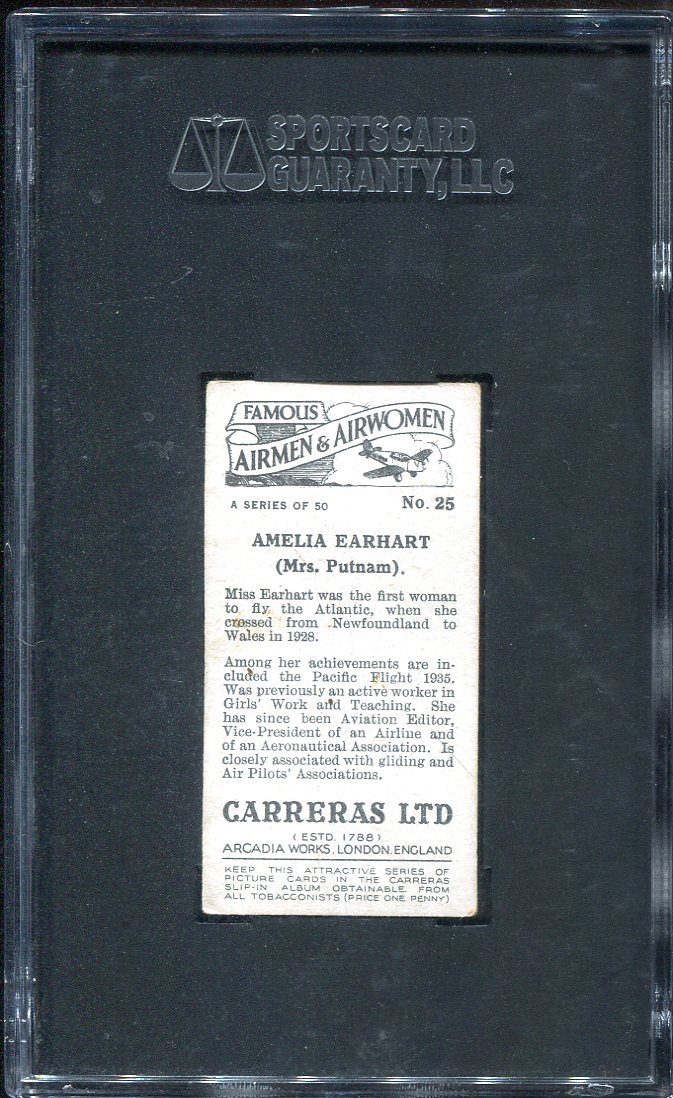 SPORTSCARD
GUARANTY, LLC
FAMOUS
AIRMEN & AIRWOMEN
A SERIES OF 50 No. 25
AMELIA EARHART
(Mrs. Putnam).
Miss Earhart was the first woman
to fly the Atlantic, when she
crossed from Newfoundland to
Wales in 1928.
Among her achievements are in-
cluded the Pacific Flight 1935.
Was previously an active worker in
Girls' Work and Teaching. She
has since been Aviation Editor,
Vice-President of an Airline and
of an Aeronautical Association. Is
closely associated with gliding and
Air Pilots' Associations.
CARRERAS LTD
(ESTD. 1788)
ARCADIA WORKS, LONDON, ENGLAND
KEEP THIS ATTRACTIVE SERIES OF
PICTURE CARDS IN THE CARRERAS
SLIP-IN ALBUM OBTAINABLE FROM
ALL TOBACCONISTS (PRICE ONE PENNY)